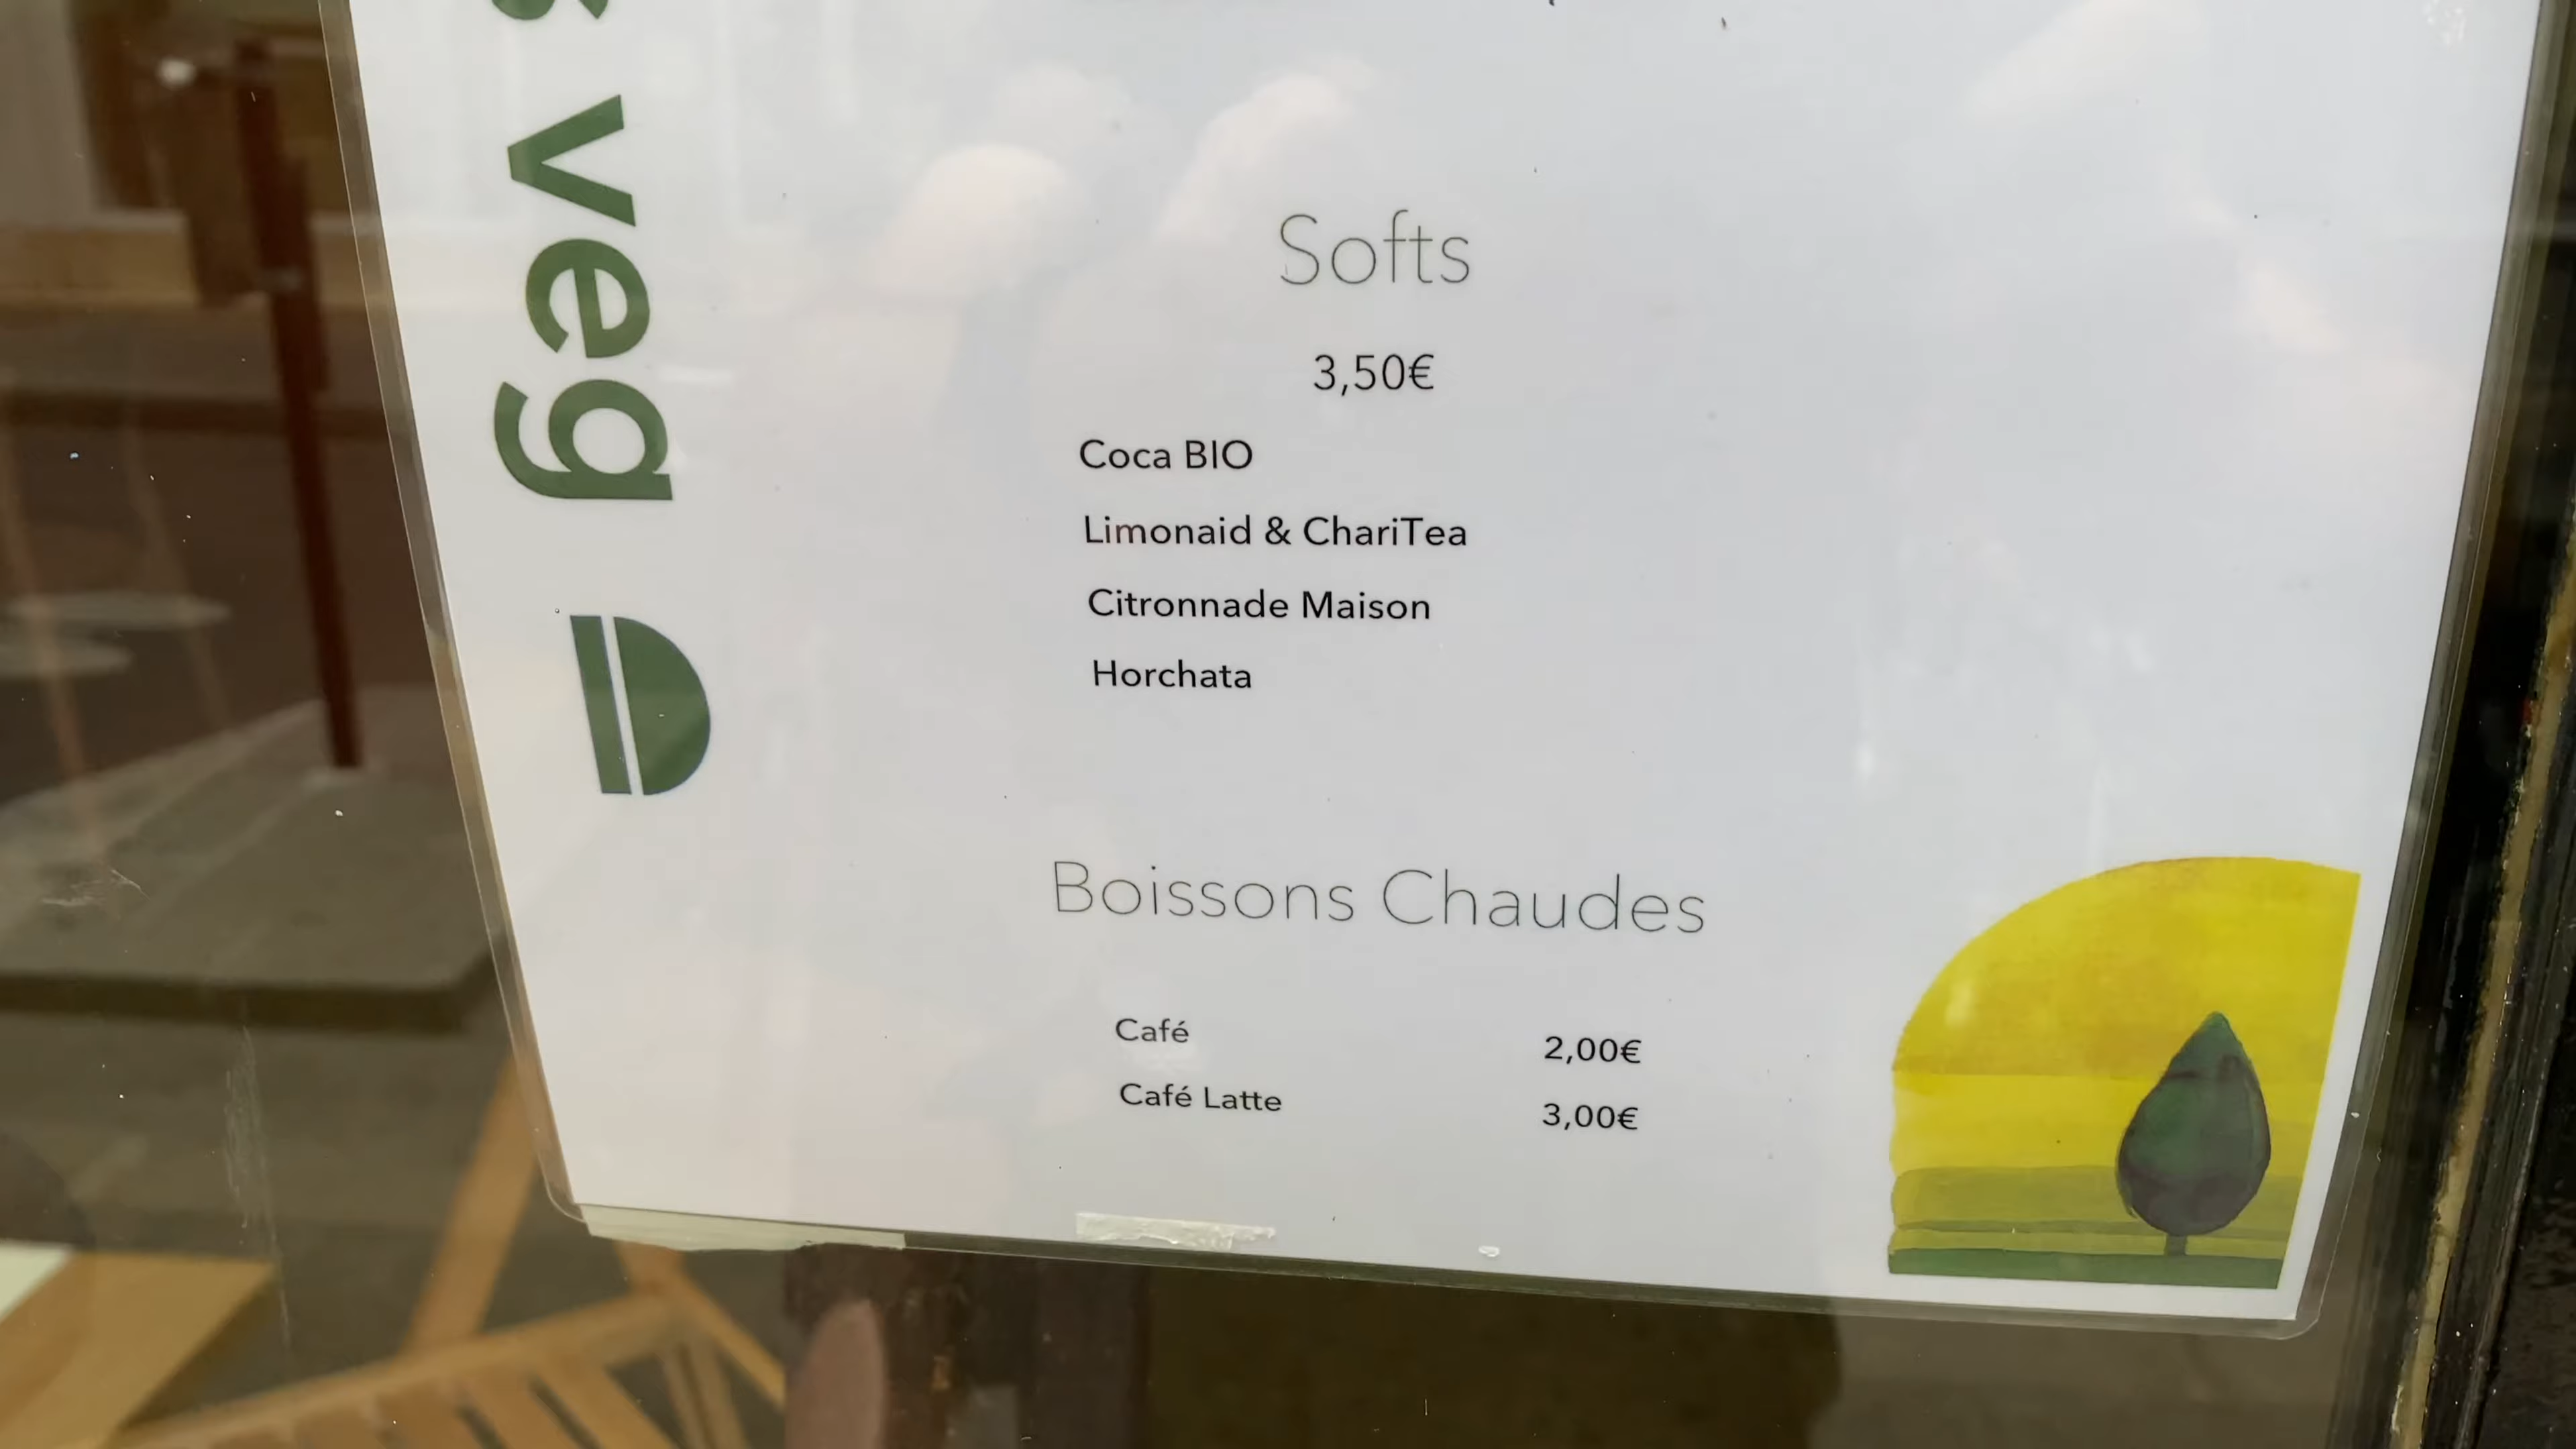 veg
Softs
3,50€
Coca BIO
Limonaid & ChariTea
Citronnade Maison
Horchata
Boissons Chaudes
Café 2,00€
Café Latte 3,00€